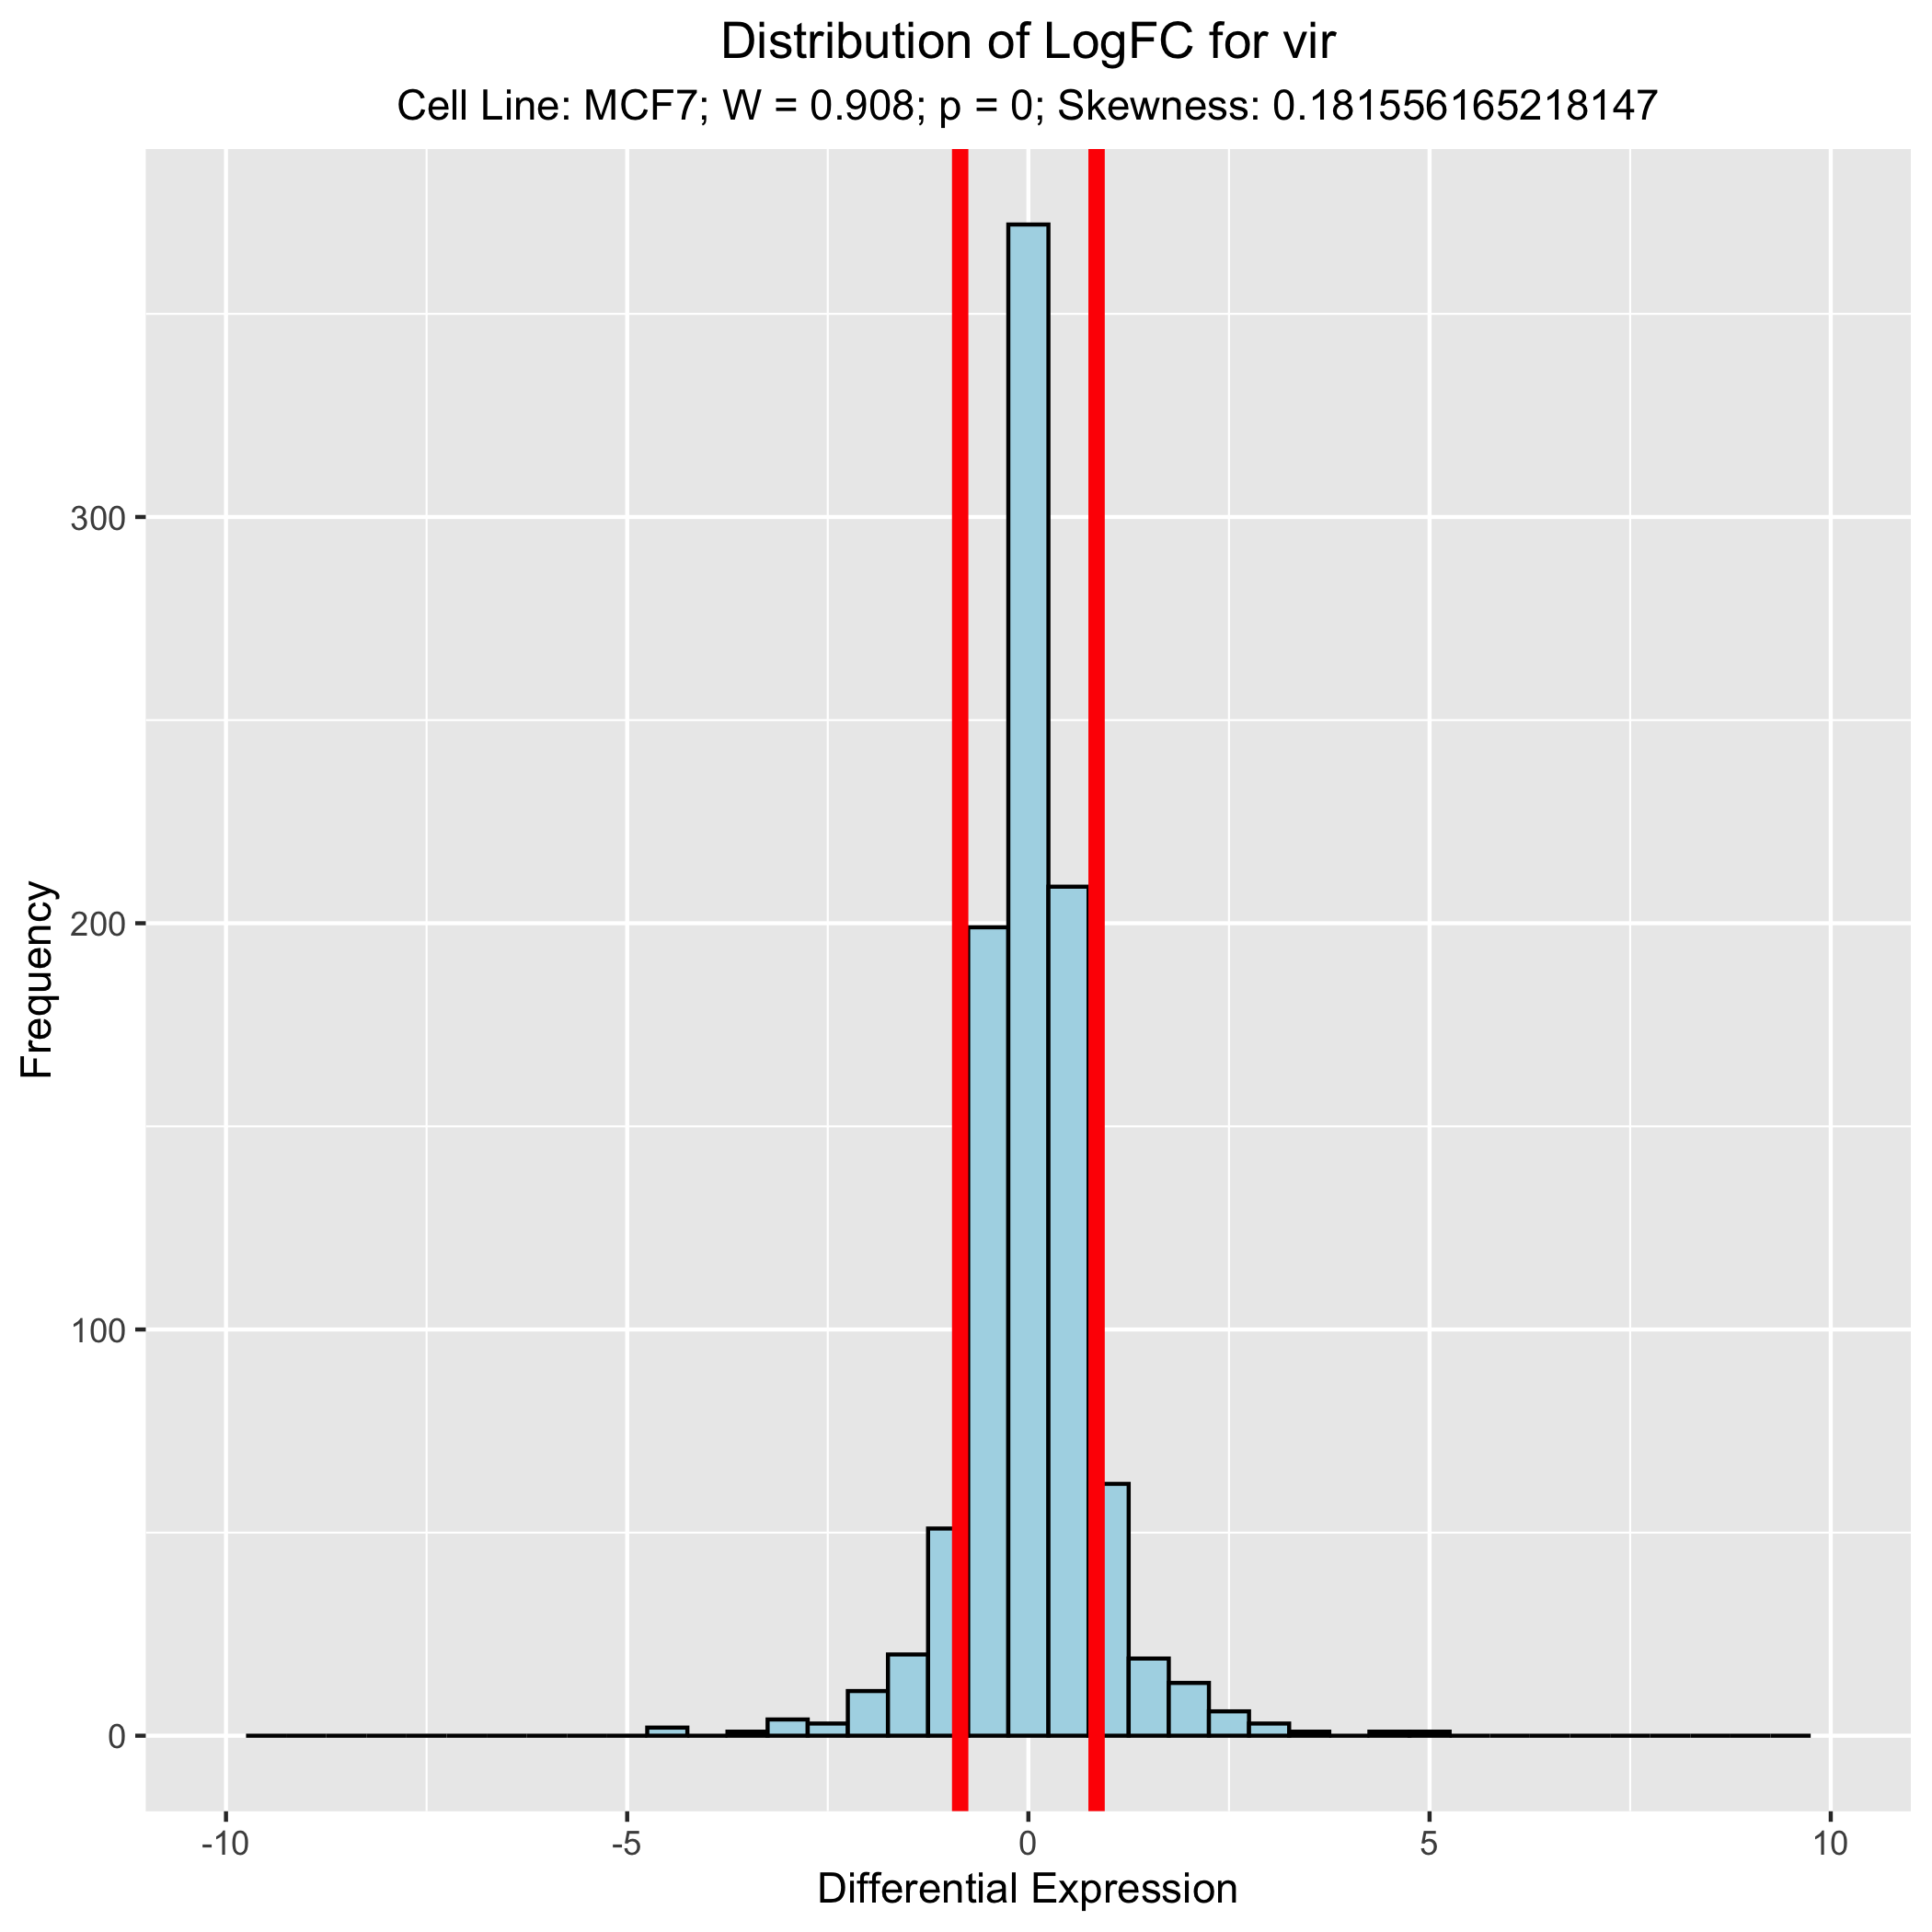 Distribution of LogFC for vir
Cell Line: MCF7; W = 0.908; p = 0; Skewness: 0.181556165218147
Frequency
300
200
100
0
-10
-5
0
5
10
Differential Expression